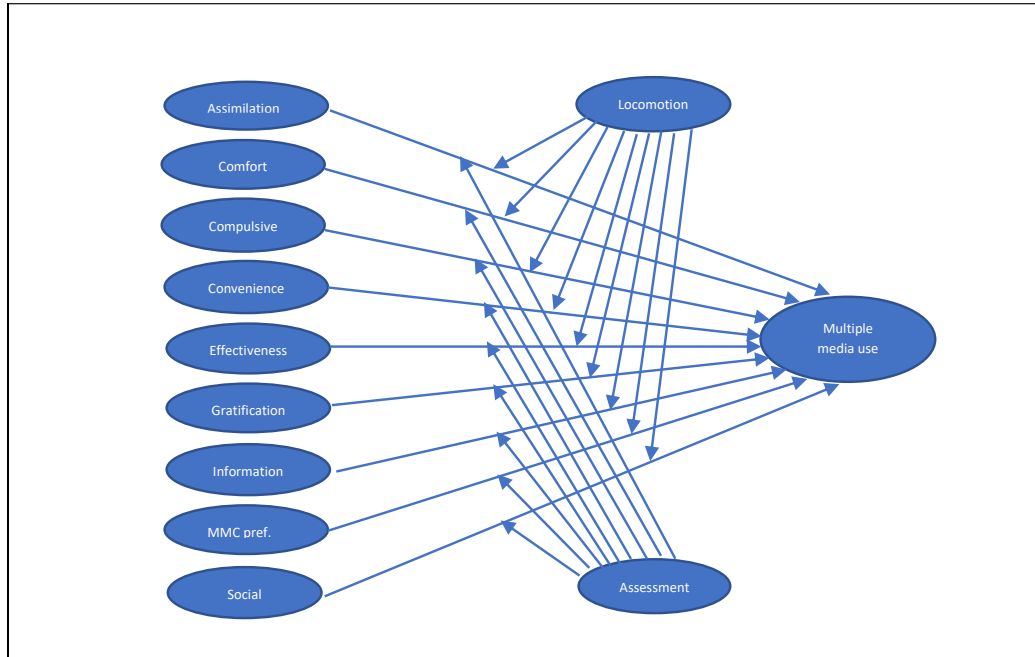 Assimilation
Comfort
Compulsive
Convenience
Effectiveness
Gratification
Information
MMC pref.
Social
Locomotion
Multiple
media use
Assessment